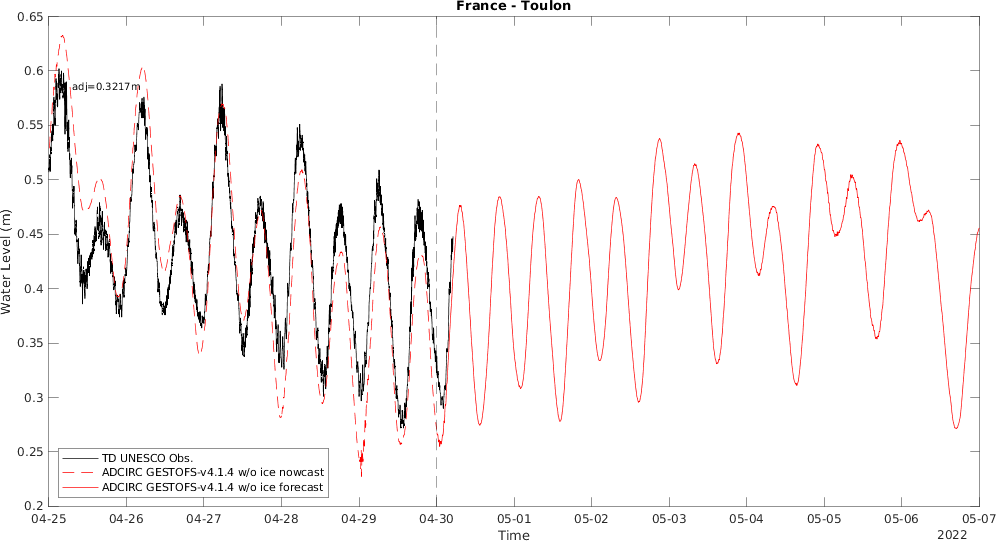 France - Toulon
Water Level (m)
0.65
0.6
0.55
0.5
0.45
0.4
0.35
0.3
0.25
0.2
adj=0.3217m
TD UNESCO Obs.
ADCIRC GESTOFS-v4.1.4 w/o ice nowcast
ADCIRC GESTOFS-v4.1.4 w/o ice forecast
04-25 04-26 04-27 04-28 04-29 04-30 05-01 05-02 05-03 05-04 05-05 05-06 05-07
Time
2022